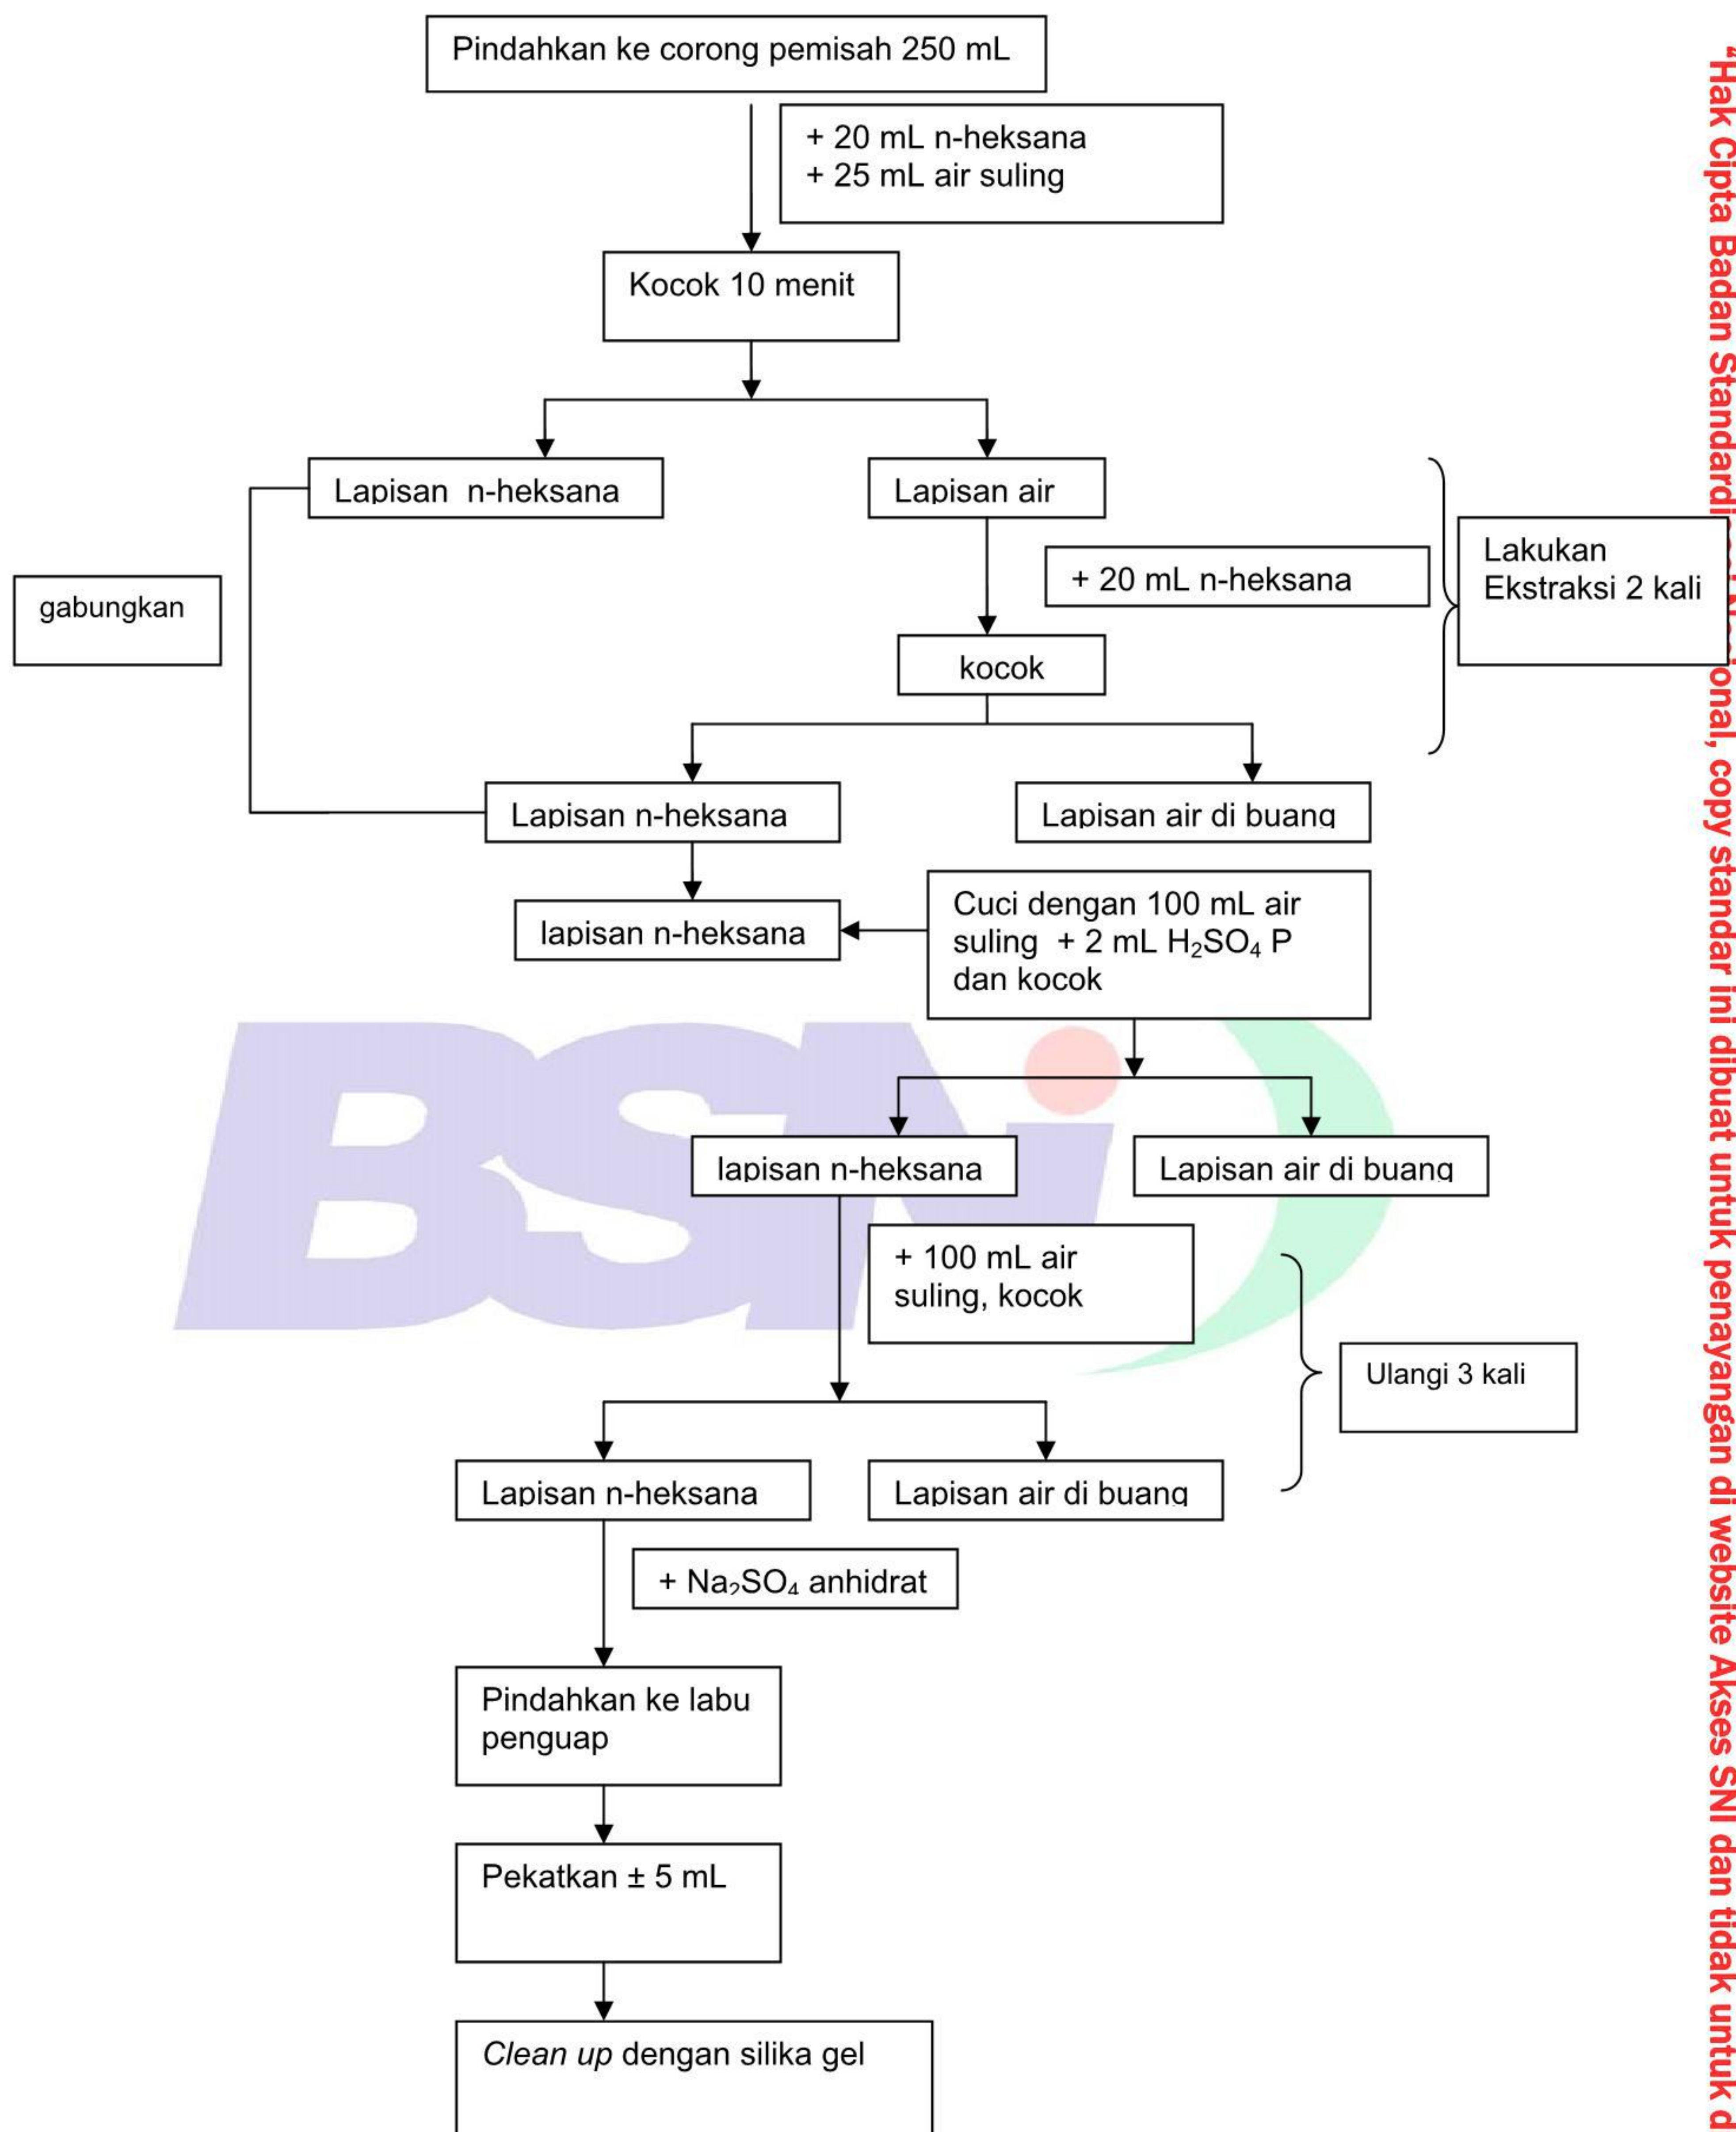 Pindahkan ke corong pemisah 250 mL
+ 20 mL n-heksana
+ 25 mL air suling
Kocok 10 menit
Lapisan n-heksana
Lapisan air
+ 20 mL n-heksana
Lakukan
Ekstraksi 2 kali
gabungkan
kocok
Lapisan n-heksana
Lapisan air di buang
lapisan n-heksana
Cuci dengan 100 mL air
suling + 2 mL H₂SO₄ P
dan kocok
BSNi
lapisan n-heksana
Lapisan air di buang
+ 100 mL air
suling, kocok
Ulangi 3 kali
Lapisan n-heksana
Lapisan air di buang
+ Na₂SO₄ anhidrat
Pindahkan ke labu
penguap
Pekatkan ± 5 mL
Clean up dengan silika gel
“Hak Cipta Badan copy standar ini dibuat untuk penayangan di website Akses SNI dan tidak untuk d